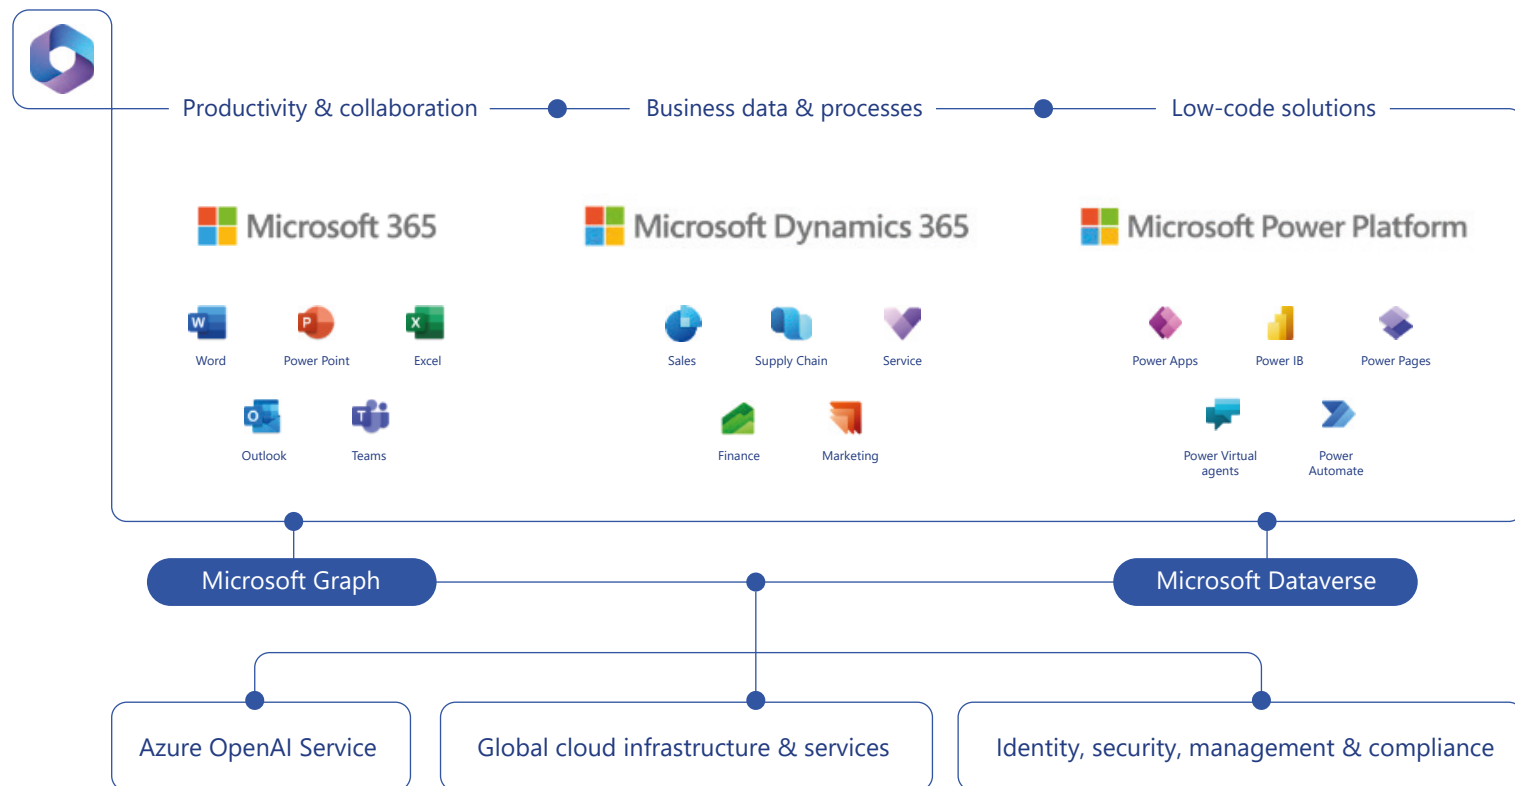 Productivity & collaboration
Business data & processes
Low-code solutions
Microsoft 365
Microsoft Dynamics 365
Microsoft Power Platform
W
P
X
Word
Power Point
Excel
Sales
Supply Chain
Service
Power Apps
Power IB
Power Pages
O
T
Outlook
Teams
Finance
Marketing
Power Virtual
agents
Power
Automate
Microsoft Graph
Microsoft Dataverse
Azure OpenAI Service
Global cloud infrastructure & services
Identity, security, management & compliance